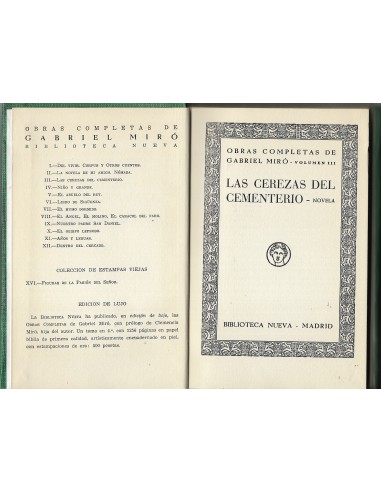 OBRAS COMPLETAS DE
GABRIEL MIRÓ
BIBLIOTECA NUEVA
I.—Del vivir. Corpus y Otros cuentos.
II.—La novela de mi amigo. Nómada.
III.—Las cerezas del cementerio.
IV.—Niño y grande.
V.—El abuelo del rey.
VI.—Libro de Sigüenza.
VII.—El humo dormido.
VIII.—El Angel, El Molino, El Caracol del faro.
IX.—Nuestro padre San Daniel.
X.—El obispo leproso.
XI.—Años y leguas.
XII.—Dentro del cercado.
COLECCION DE ESTAMPAS VIEJAS
XVI.—Figuras de la Pasión del Señor.
EDICION DE LUJO
La Biblioteca Nueva ha publicado, en edición de lujo, las
Obras Completas de Gabriel Miró, con prólogo de Clemencia
Miró, hija del autor. Un tomo en 8º, con páginas en papel
biblia de primera calidad, artísticamente encuadernado en piel,
con estampaciones de oro: 300 pesetas.
OBRAS COMPLETAS DE
GABRIEL MIRÓ - VOLUMEN III
LAS CEREZAS DEL
CEMENTERIO - NOVELA
BIBLIOTECA NUEVA - MADRID